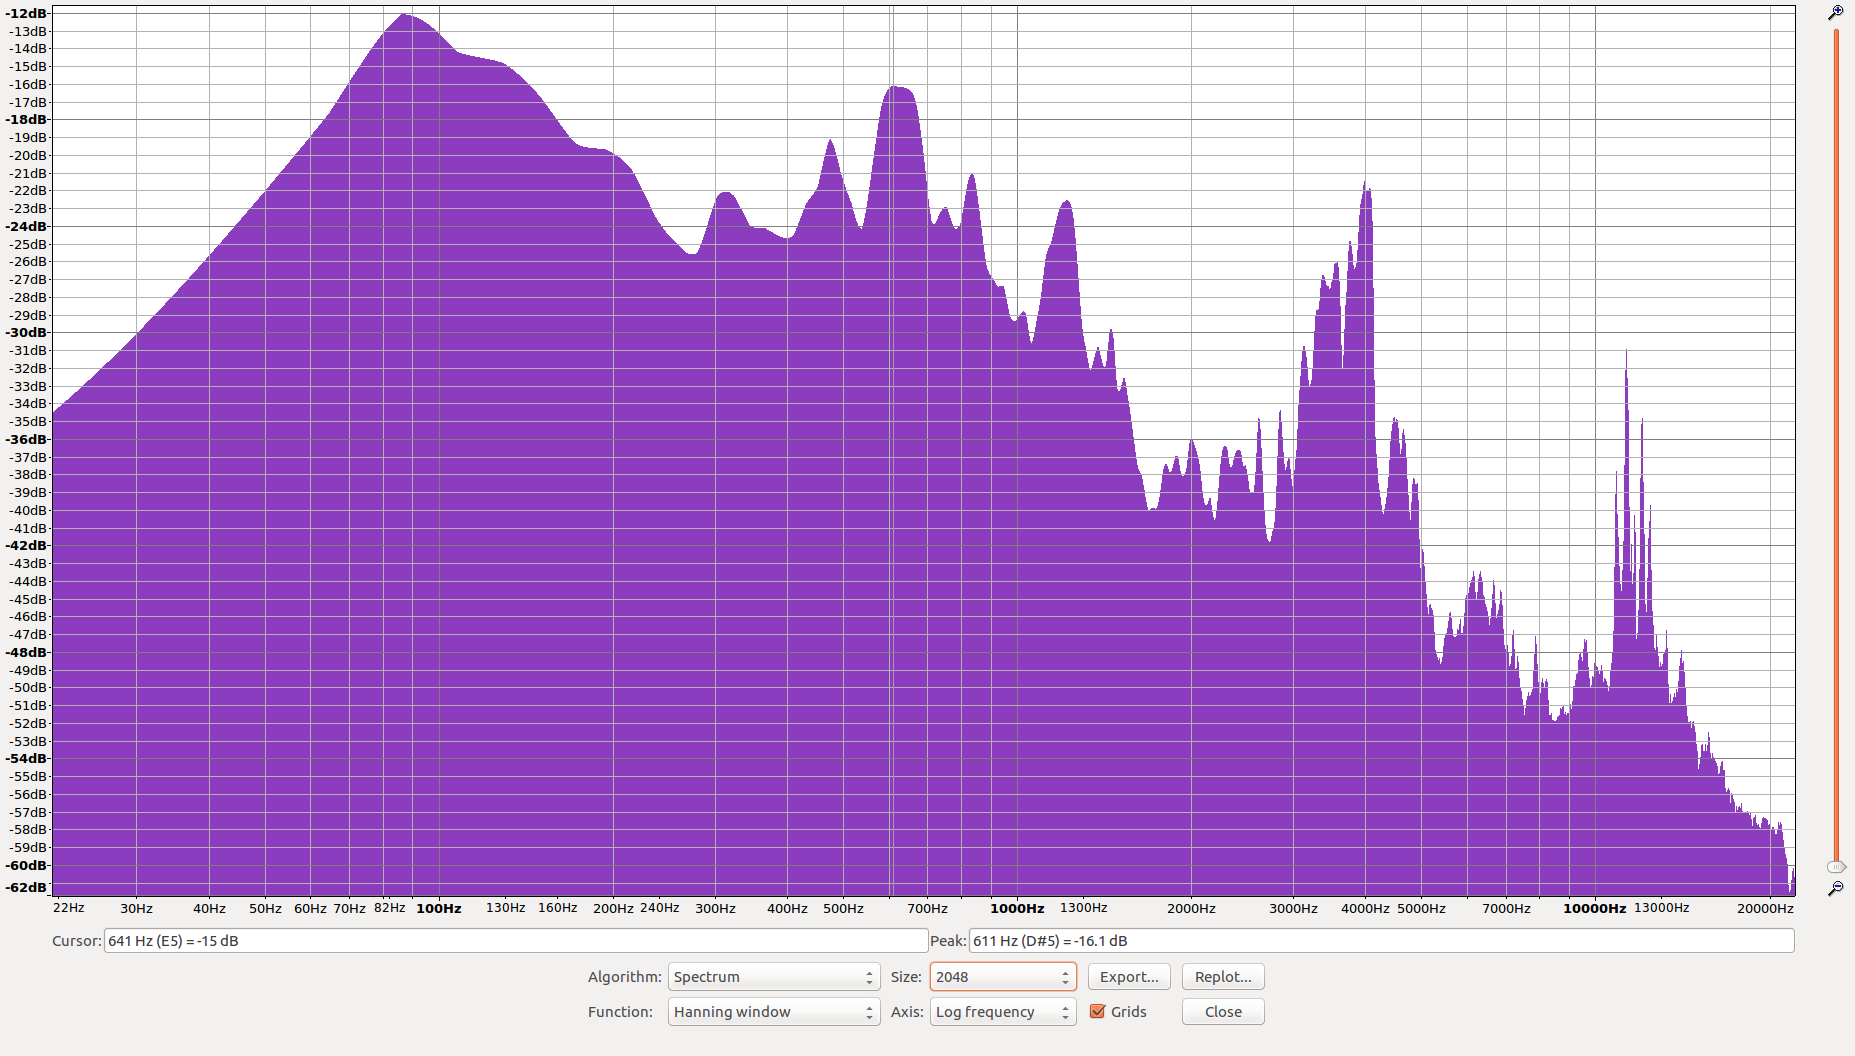 -12dB
-13dB
-14dB
-15dB
-16dB
-17dB
-18dB
-19dB
-20dB
-21dB
-22dB
-23dB
-24dB
-25dB
-26dB
-27dB
-28dB
-29dB
-30dB
-31dB
-32dB
-33dB
-34dB
-35dB
-36dB
-37dB
-38dB
-39dB
-40dB
-41dB
-42dB
-43dB
-44dB
-45dB
-46dB
-47dB
-48dB
-49dB
-50dB
-51dB
-52dB
-53dB
-54dB
-55dB
-56dB
-57dB
-58dB
-59dB
-60dB
-62dB
22Hz 30Hz 40Hz 50Hz 60Hz 70Hz 82Hz 100Hz 130Hz 160Hz 200Hz 240Hz 300Hz 400Hz 500Hz 700Hz 1000Hz 1300Hz 2000Hz 3000Hz 4000Hz 5000Hz 7000Hz 10000Hz 13000Hz 20000Hz
Cursor: 641 Hz (E5) = -15 dB Peak: 611 Hz (D#5) = -16.1 dB
Algorithm: Spectrum Size: 2048 Export... Replot...
Function: Hanning window Axis: Log frequency Grids Close